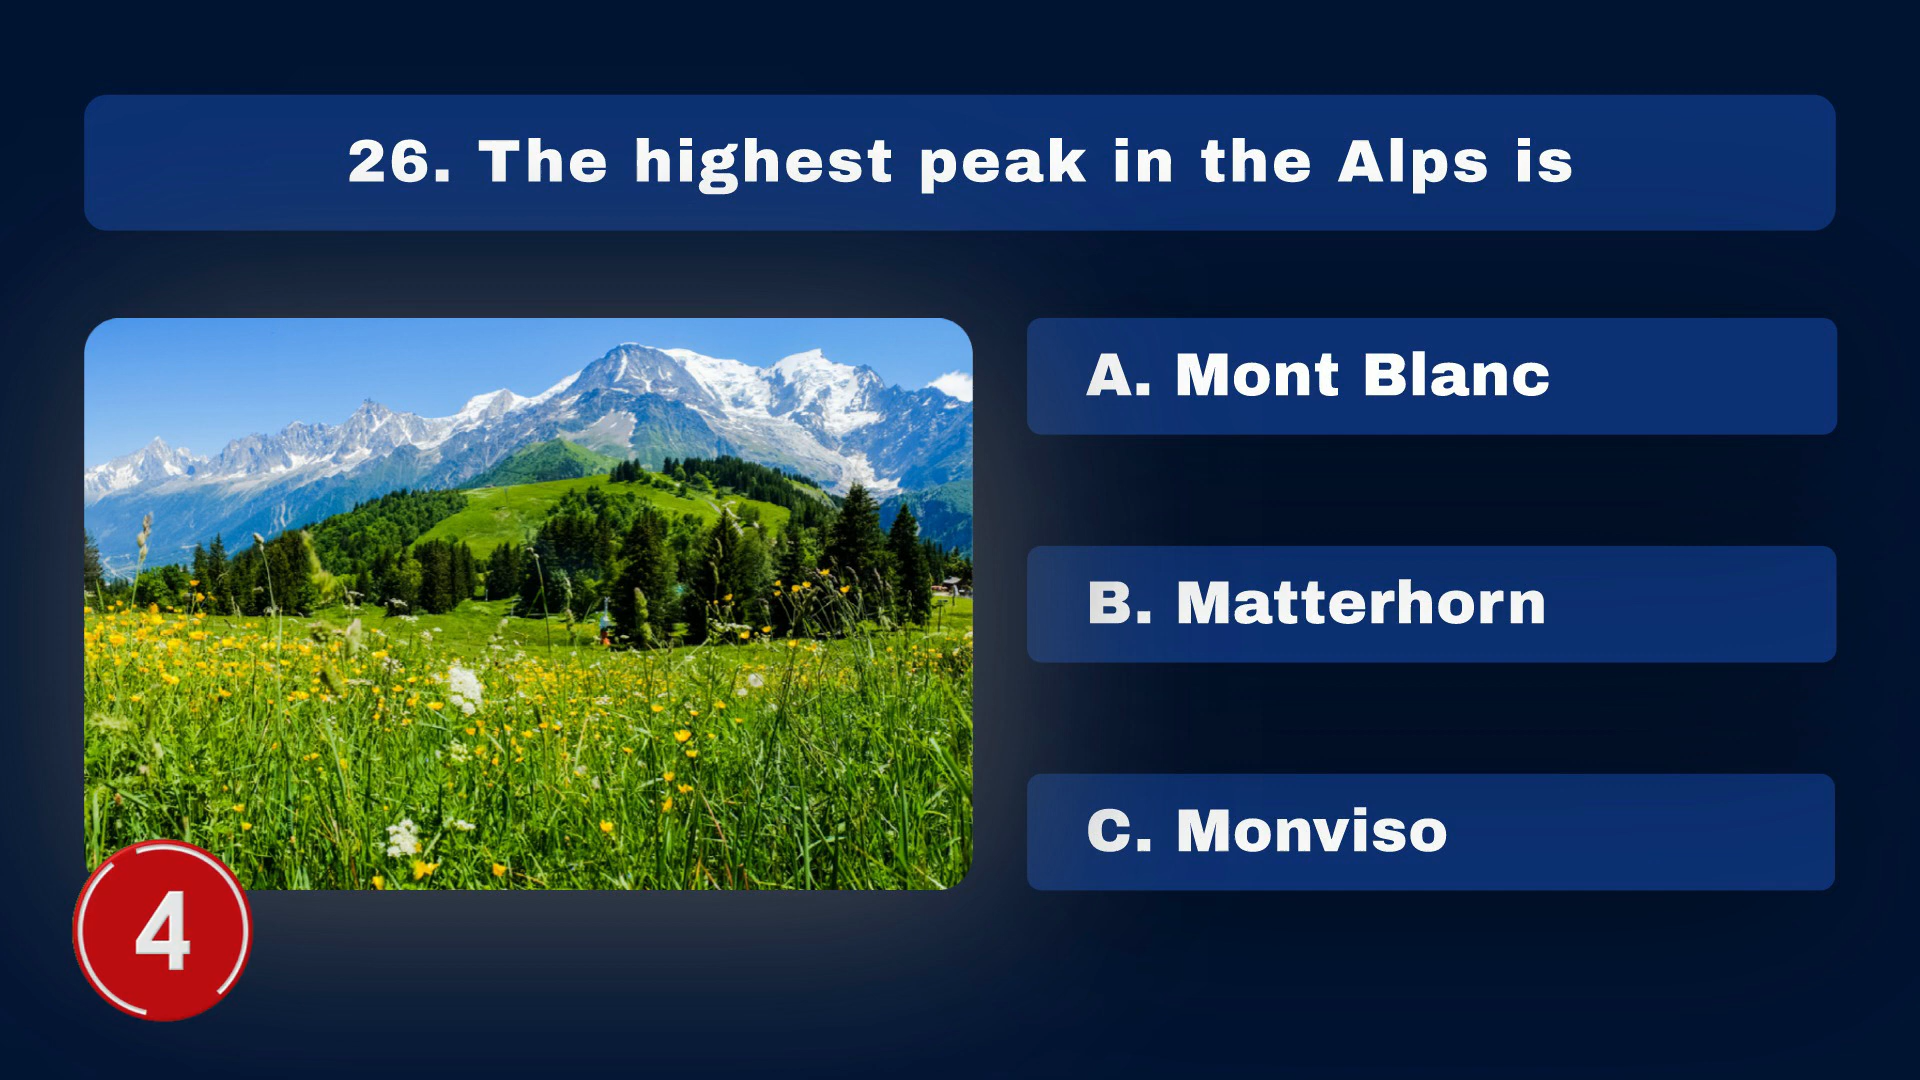 26. The highest peak in the Alps is
A. Mont Blanc
B. Matterhorn
C. Monviso
4